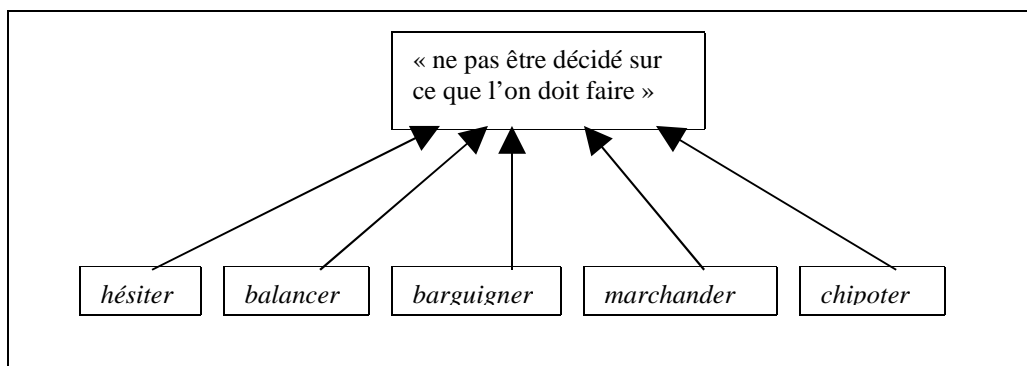 « ne pas être décidé sur
ce que l’on doit faire »
hésiter balancer barguigner marchander chipoter